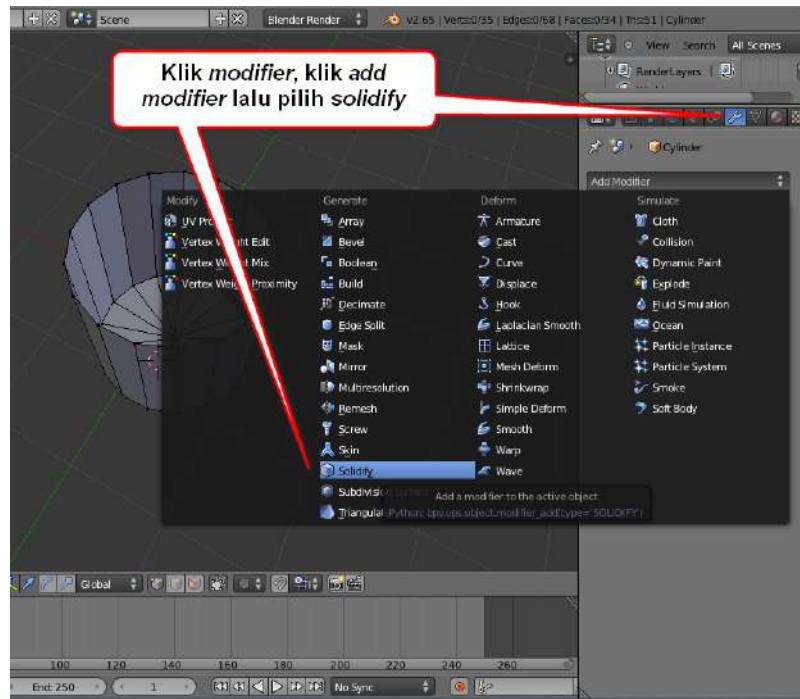 Scene
Blender Render
v2.65 | Verts:0/35 | Edges:0/68 | Faces:0/34 | Tris:51 | Cylinder
View Search All Scenes
RenderLayers
Klik modifier, klik add
modifier lalu pilih solidify
Cylinder
Add Modifier
Modify
UV
Vertex Weight Edit
Vertex Weight Mix
Vertex Weight Proximity
Generate
Array
Bevel
Boolean
Build
Decimate
Edge Split
Mask
Mirror
Multiresolution
Remesh
Screw
Skin
Solidify
Subdivision Surface
Triangulat
Deform
Armature
Cast
Curve
Displace
Hook
Laplacian Smooth
Lattice
Mesh Deform
Shrinkwrap
Simple Deform
Smooth
Warp
Wave
Simulate
Cloth
Collision
Dynamic Paint
Explode
Fluid Simulation
Ocean
Particle Instance
Particle System
Smoke
Soft Body
Add a modifier to the active object
Python: bpy.ops.object.modifier_add(type='SOLIDIFY')
Global
100 120 140 160 180 200 220 240 260
End: 250 1 No Sync